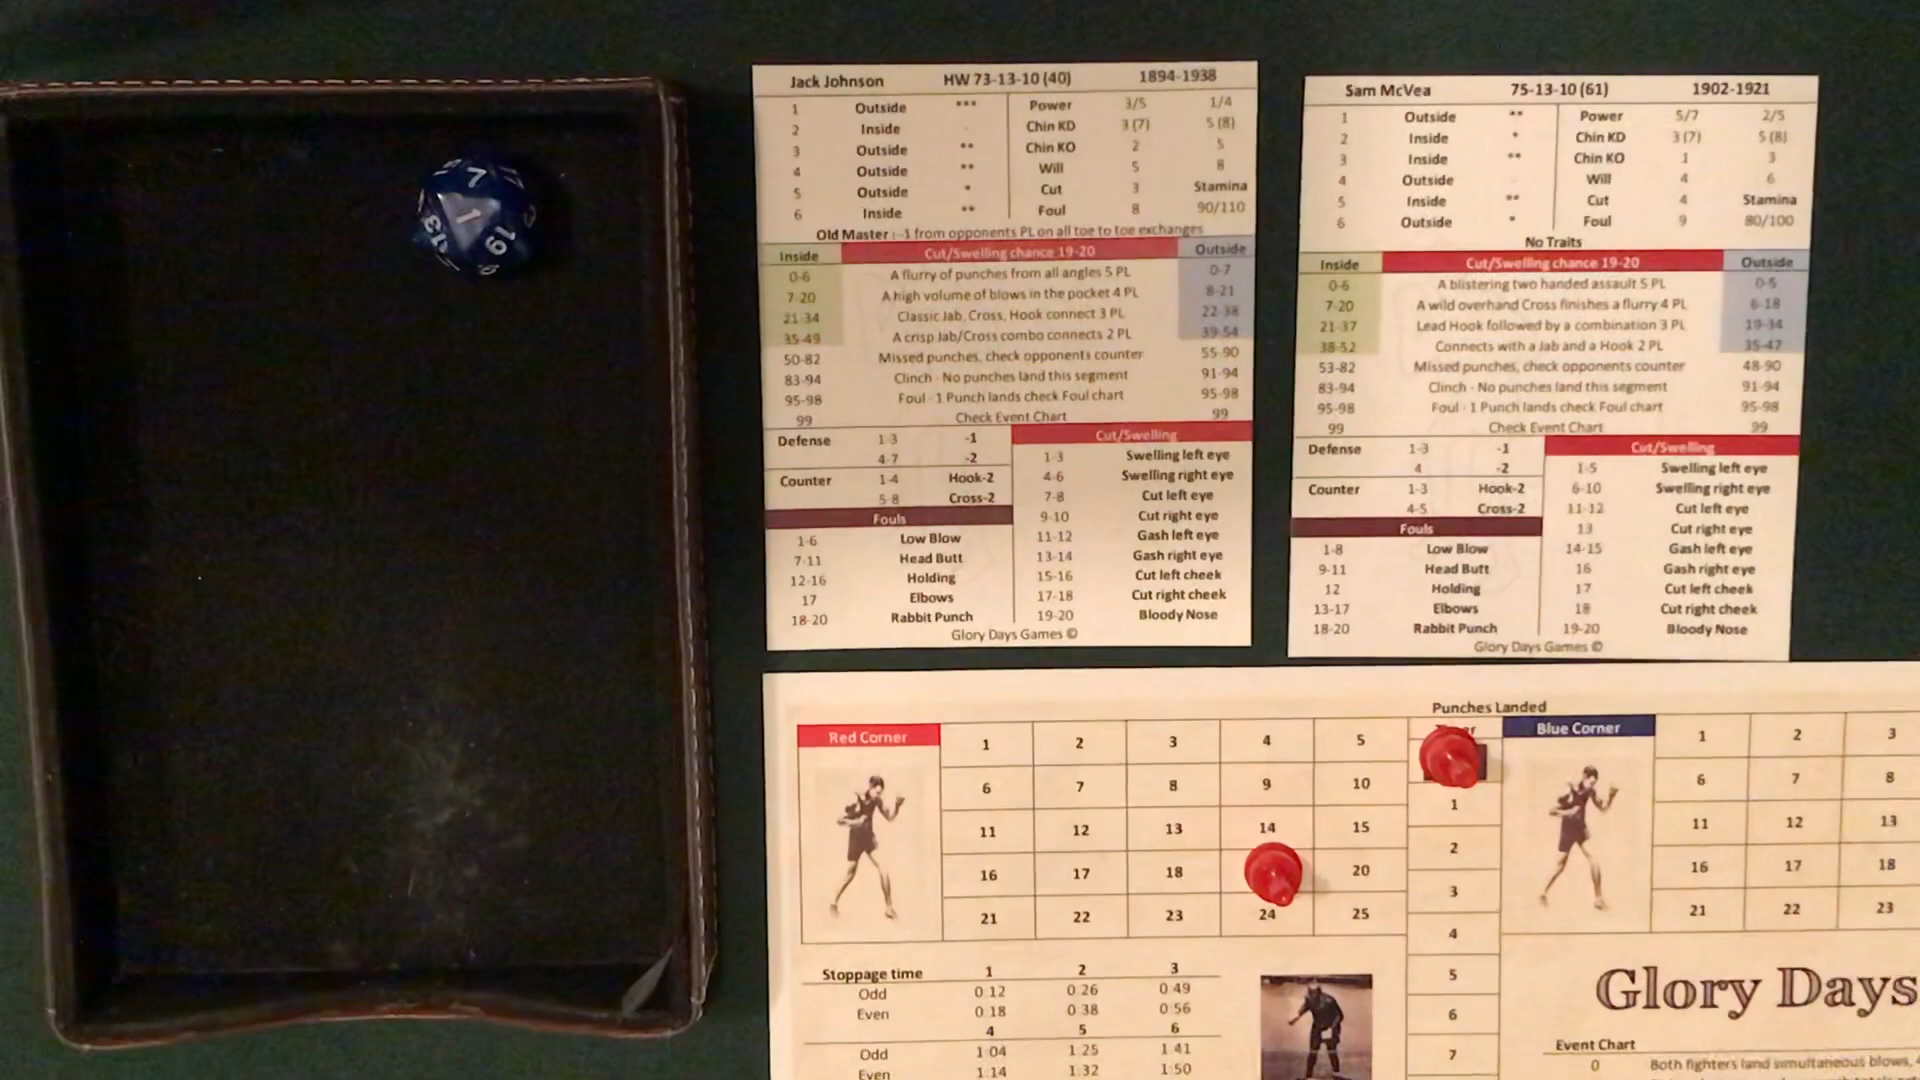 Jack Johnson HW 73-13-10 (40) 1894-1938
1 Outside *** Power 3/5 1/4
2 Inside Chin KD 3 (7) 5 (8)
3 Outside ** Chin KO 2 5
4 Outside ** Will 5 8
5 Outside * Cut 3 Stamina
6 Inside ** Foul 8 90/110
Old Master : -1 from opponents PL on all toe to toe exchanges
Inside Cut/Swelling chance 19-20 Outside
0-6 A flurry of punches from all angles 5 PL 0-7
7-20 A high volume of blows in the pocket 4 PL 8-21
21-34 Classic Jab, Cross, Hook connect 3 PL 22-38
35-49 A crisp Jab/Cross combo connects 2 PL 39-54
50-82 Missed punches, check opponents counter 55-90
83-94 Clinch - No punches land this segment 91-94
95-98 Foul - 1 Punch lands check Foul chart 95-98
99 Check Event Chart 99
Defense 1-3 -1
4-7 -2
Counter 1-4 Hook-2
5-8 Cross-2
Fouls
1-6 Low Blow
7-11 Head Butt
12-16 Holding
17 Elbows
18-20 Rabbit Punch
Cut/Swelling
1-3 Swelling left eye
4-6 Swelling right eye
7-8 Cut left eye
9-10 Cut right eye
11-12 Gash left eye
13-14 Gash right eye
15-16 Cut left cheek
17-18 Cut right cheek
19-20 Bloody Nose
Glory Days Games ©
Sam McVea 75-13-10 (61) 1902-1921
1 Outside ** Power 5/7 2/5
2 Inside * Chin KD 3 (7) 5 (8)
3 Inside ** Chin KO 1 3
4 Outside Will 4 6
5 Inside ** Cut 4 Stamina
6 Outside * Foul 9 80/100
No Traits
Inside Cut/Swelling chance 19-20 Outside
0-6 A blistering two handed assault 5 PL 0-5
7-20 A wild overhand Cross finishes a flurry 4 PL 6-18
21-37 Lead Hook followed by a combination 3 PL 19-34
38-52 Connects with a Jab and a Hook 2 PL 35-47
53-82 Missed punches, check opponents counter 48-90
83-94 Clinch - No punches land this segment 91-94
95-98 Foul - 1 Punch lands check Foul chart 95-98
99 Check Event Chart 99
Defense 1-3 -1
4 -2
Counter 1-3 Hook-2
4-5 Cross-2
Fouls
1-8 Low Blow
9-11 Head Butt
12 Holding
13-17 Elbows
18-20 Rabbit Punch
Cut/Swelling
1-5 Swelling left eye
6-10 Swelling right eye
11-12 Cut left eye
13 Cut right eye
14-15 Gash left eye
16 Gash right eye
17 Cut left cheek
18 Cut right cheek
19-20 Bloody Nose
Glory Days Games ©
7
1
19
13
Punches Landed
Red Corner 1 2 3 4 5
6 7 8 9 10
11 12 13 14 15
16 17 18 20
21 22 23 24 25
1
2
3
4
5
6
7
Blue Corner 1 2 3
6 7 8
11 12 13
16 17 18
21 22 23
Stoppage time 1 2 3
Odd 0:12 0:26 0:49
Even 0:18 0:38 0:56
4 5 6
Odd 1:04 1:25 1:41
Even 1:14 1:32 1:50
Glory Days
Event Chart
0 Both fighters land simultaneous blows,